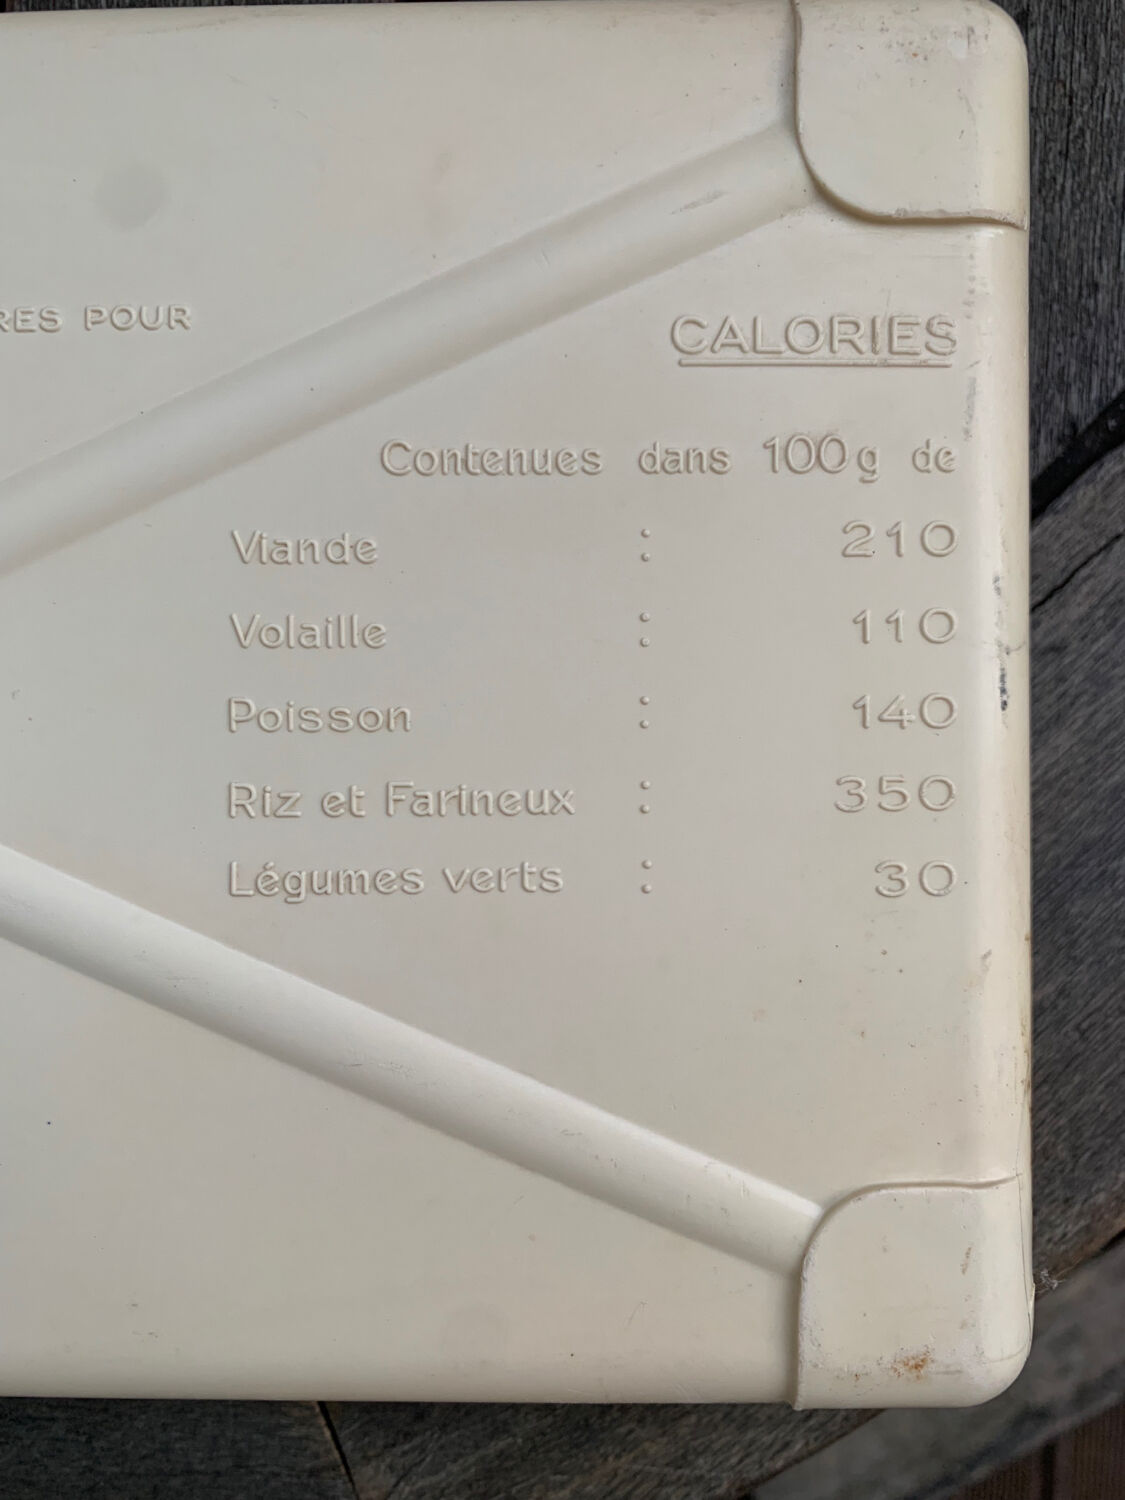 RES POUR
CALORIES
Contenues dans 100g de
Viande : 210
Volaille : 110
Poisson : 140
Riz et Farineux : 350
Légumes verts : 30